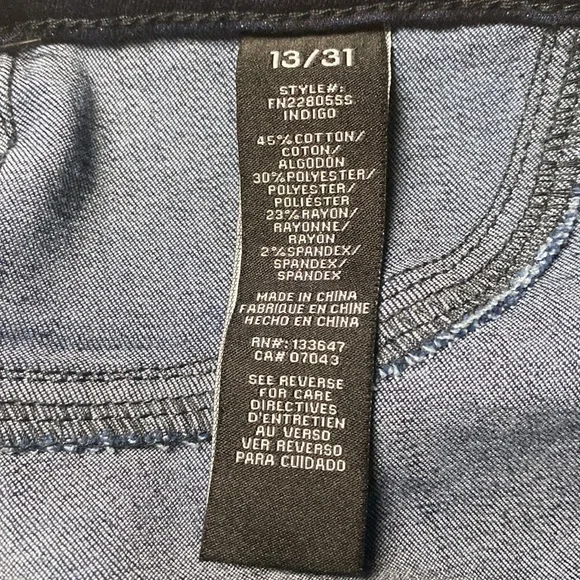 13/31
STYLE#:
FN228055S
INDIGO
45%COTTON/
COTON/
ALGODÓN
30%POLYESTER/
POLYESTER/
POLIÉSTER
23%RAYON/
RAYONNE/
RAYÓN
2%SPANDEX/
SPANDEX/
SPANDEX
MADE IN CHINA
FABRIQUE EN CHINE
HECHO EN CHINA
RN#: 133647
CA# 07043
SEE REVERSE
FOR CARE
DIRECTIVES
D'ENTRETIEN
AU VERSO
VER REVERSO
PARA CUIDADO